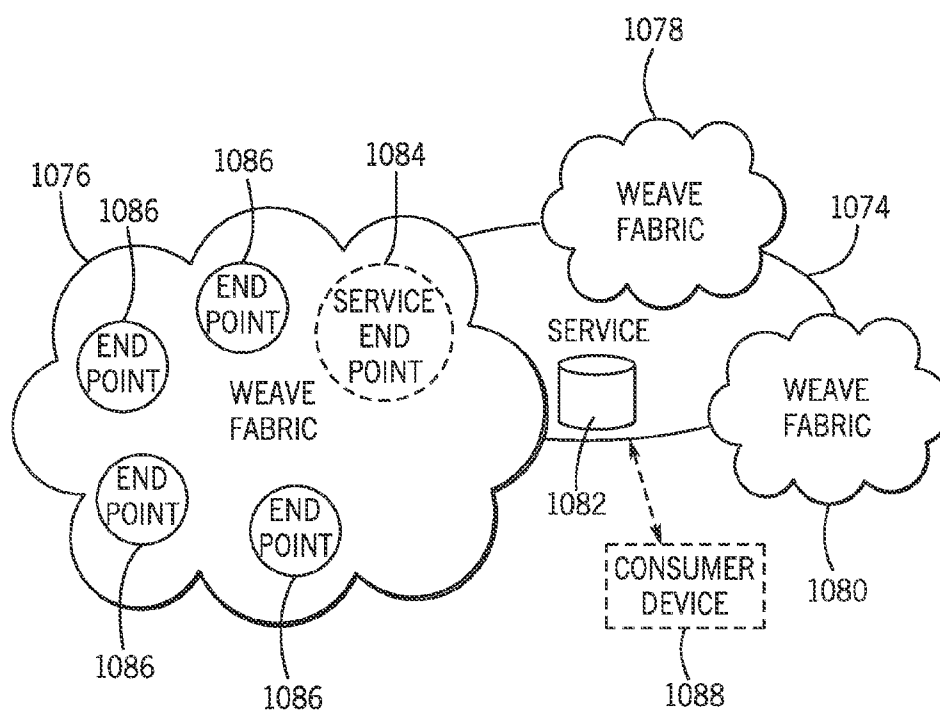 1078
1086
1084
1076
1086
WEAVE
FABRIC
1074
END
POINT
SERVICE
END
POINT
SERVICE
END
POINT
WEAVE
FABRIC
WEAVE
FABRIC
END
POINT
END
POINT
1082
CONSUMER
DEVICE
1080
1086
1086
1088